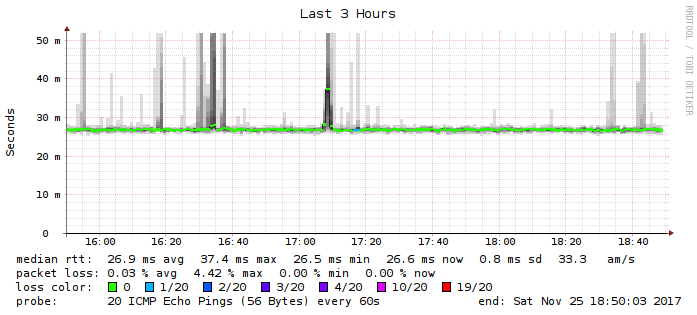 Last 3 Hours
RRDTOOL / TOBI OETIKER
Seconds
50 m
40 m
30 m
20 m
10 m
0
16:00 16:20 16:40 17:00 17:20 17:40 18:00 18:20 18:40
median rtt: 26.9 ms avg 37.4 ms max 26.5 ms min 26.6 ms now 0.8 ms sd 33.3 am/s
packet loss: 0.03 % avg 4.42 % max 0.00 % min 0.00 % now
loss color: 0 1/20 2/20 3/20 4/20 10/20 19/20
probe: 20 ICMP Echo Pings (56 Bytes) every 60s end: Sat Nov 25 18:50:03 2017